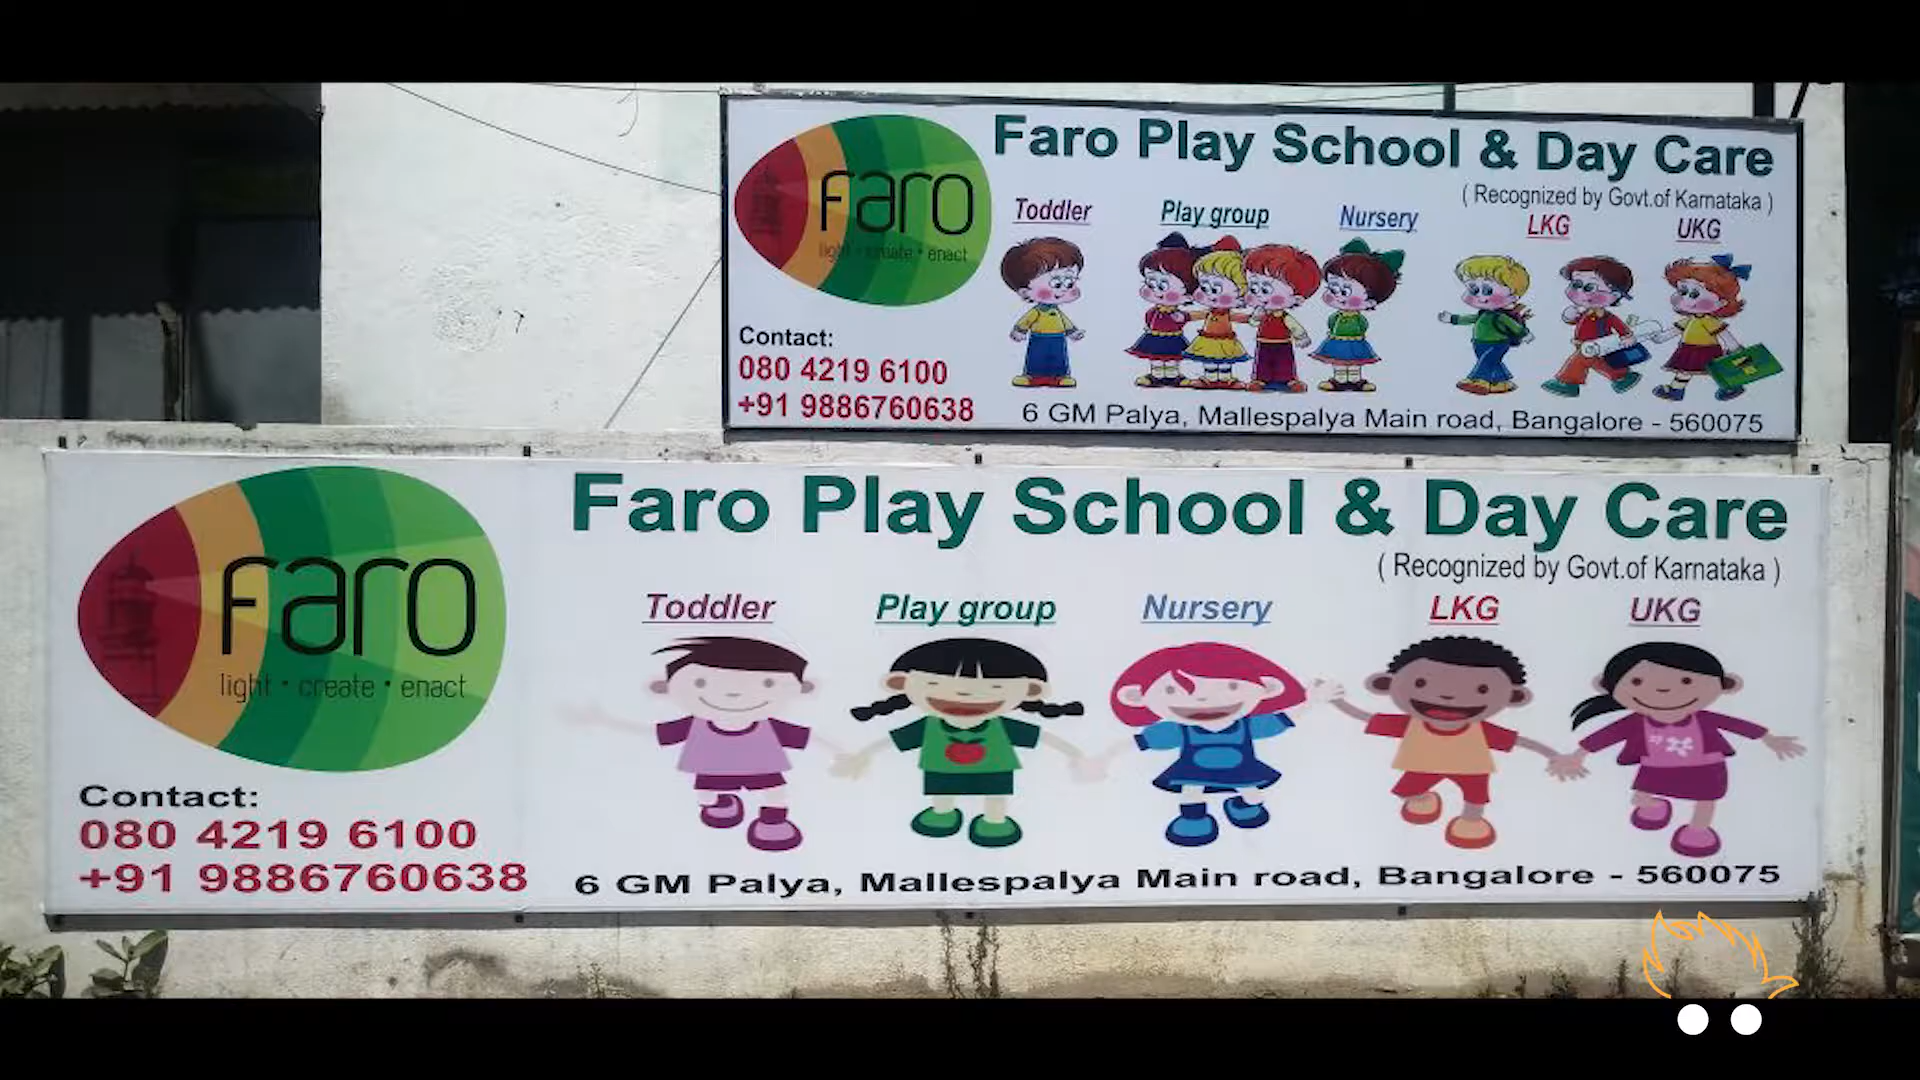 faro
light • create • enact
Faro Play School & Day Care
( Recognized by Govt.of Karnataka )
Toddler Play group Nursery LKG UKG
Contact:
080 4219 6100
+91 9886760638
6 GM Palya, Mallespalya Main road, Bangalore - 560075
faro
light • create • enact
Faro Play School & Day Care
( Recognized by Govt.of Karnataka )
Toddler Play group Nursery LKG UKG
Contact:
080 4219 6100
+91 9886760638
6 GM Palya, Mallespalya Main road, Bangalore - 560075